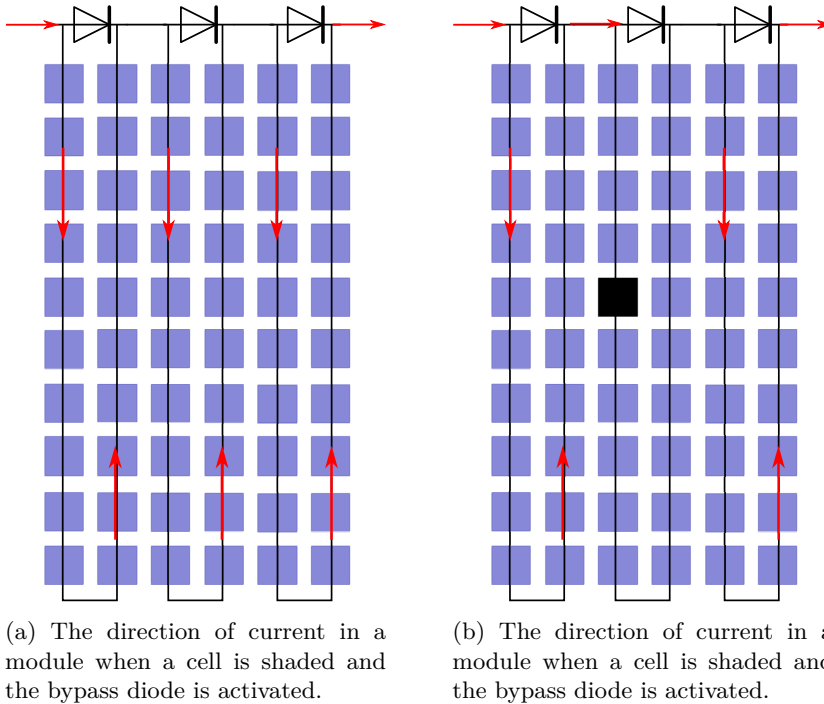 (a) The direction of current in a
module when a cell is shaded and
the bypass diode is activated.
(b) The direction of current in a
module when a cell is shaded and
the bypass diode is activated.